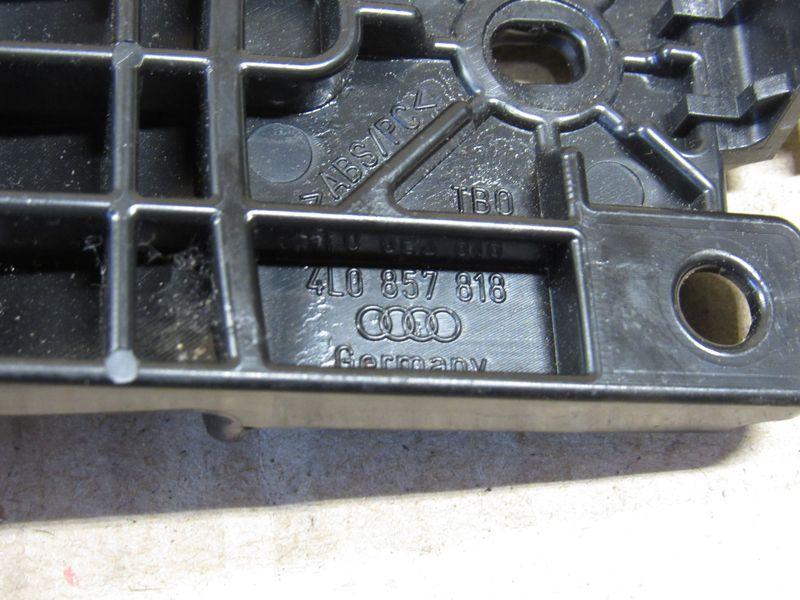 >ABS/PC<
TBO
4L0 857 818
Germany